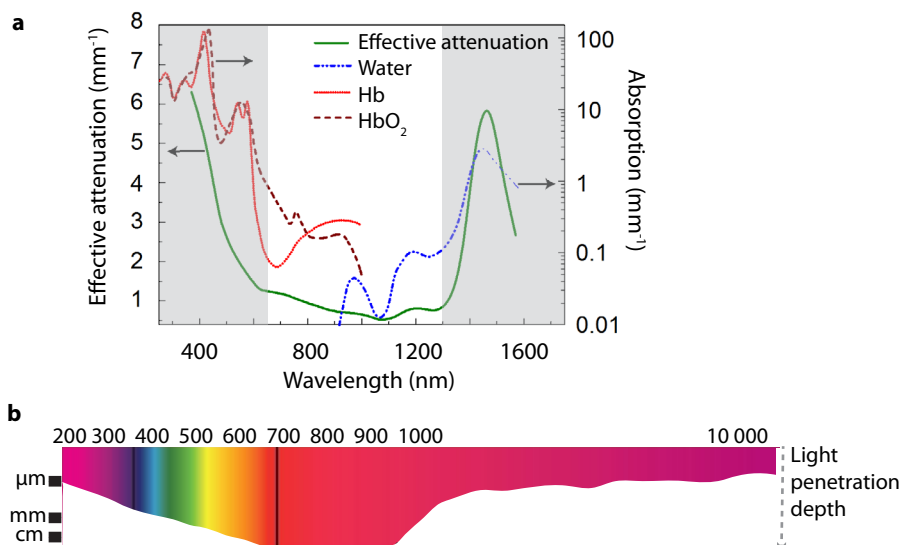 a
Effective attenuation (mm⁻¹)
8
7
6
5
4
3
2
1
Effective attenuation
Water
Hb
HbO₂
100
10
1
0.1
0.01
Absorption (mm⁻¹)
400 800 1200 1600
Wavelength (nm)
b
200 300 400 500 600 700 800 900 1000 10 000
μm
mm
cm
Light
penetration
depth